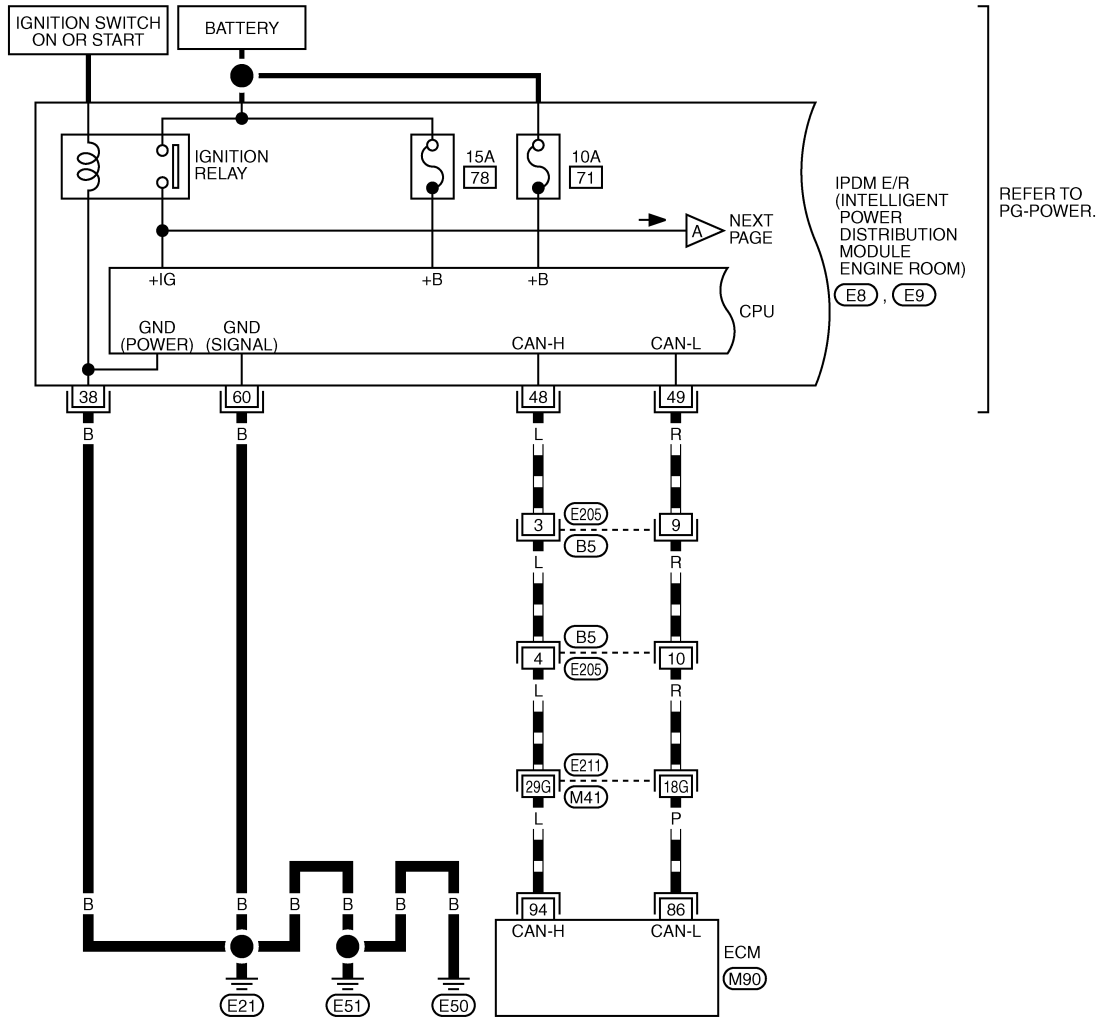 IGNITION SWITCH
ON OR START
BATTERY
IGNITION
RELAY
15A
78
10A
71
A
NEXT
PAGE
IPDM E/R
(INTELLIGENT
POWER
DISTRIBUTION
MODULE
ENGINE ROOM)
E8 , E9
REFER TO
PG-POWER.
+IG
+B
+B
CPU
GND
(POWER)
GND
(SIGNAL)
CAN-H
CAN-L
38
60
48
49
B
B
L
R
3
E205
9
B5
L
R
B5
4
10
E205
L
R
E211
29G
18G
M41
L
P
B
B
B
B
B
B
94
86
CAN-H
CAN-L
ECM
M90
E21
E51
E50